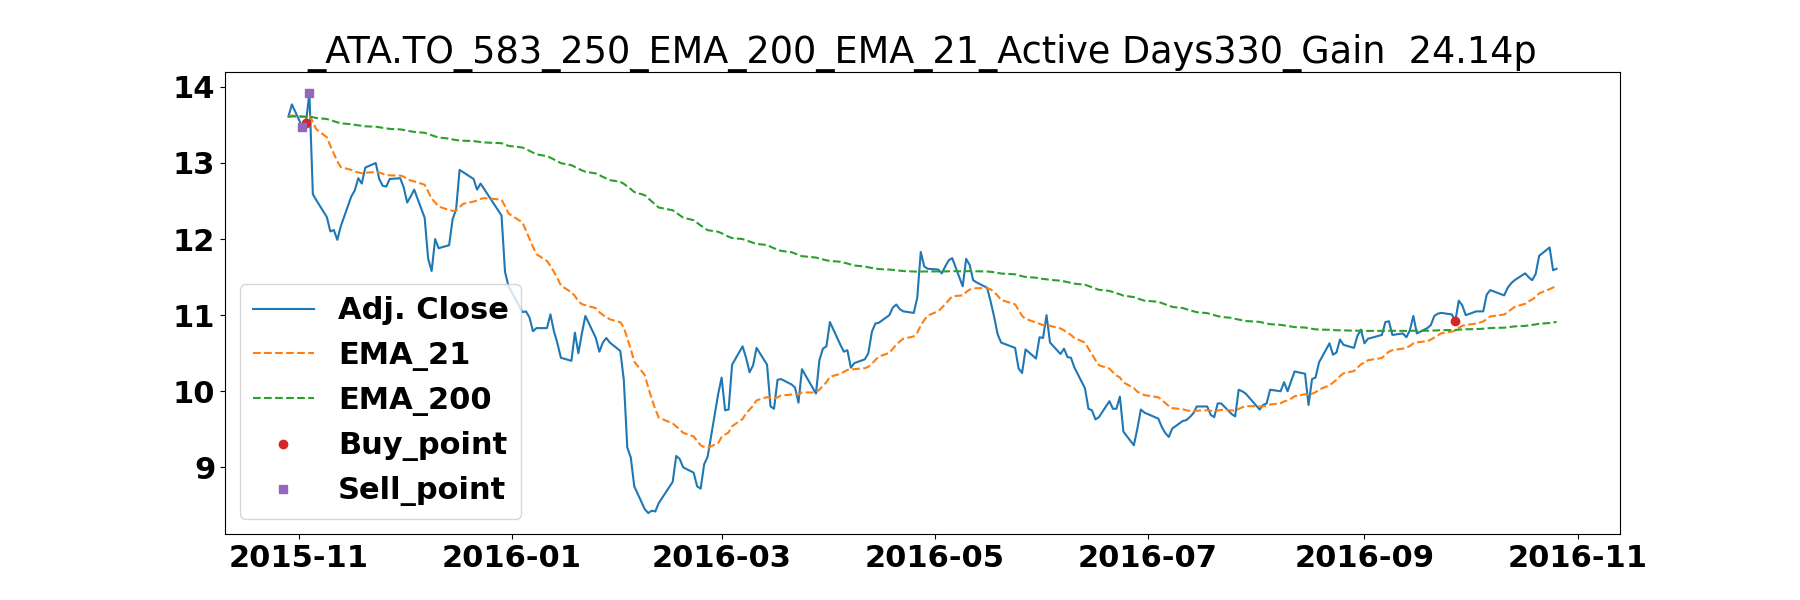 _ATA.TO_583_250_EMA_200_EMA_21_Active Days330_Gain  24.14p
14
13
12
11
10
9
Adj. Close
EMA_21
EMA_200
Buy_point
Sell_point
2015-11 2016-01 2016-03 2016-05 2016-07 2016-09 2016-11